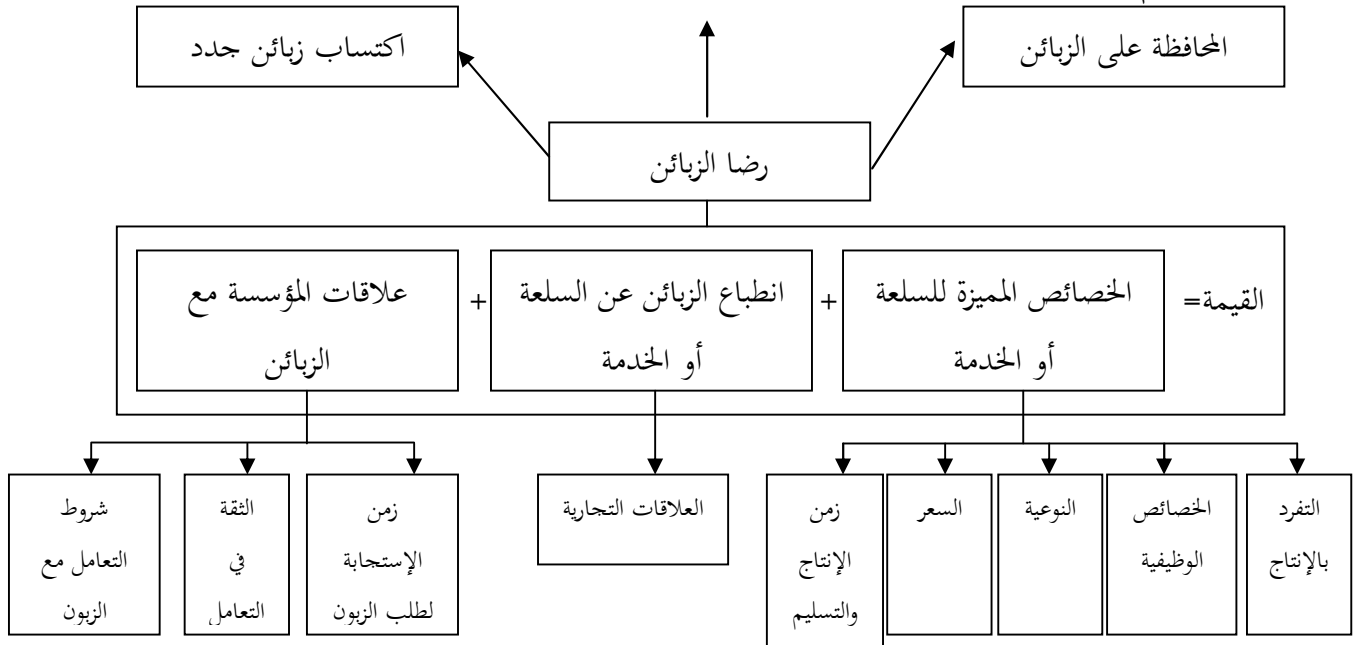 المحافظة على الزبائن
اكتساب زبائن جدد
رضا الزبائن
القيمة=
الخصائص المميزة للسلعة
أو الخدمة
+
انطباع الزبائن عن السلعة
أو الخدمة
+
علاقات المؤسسة مع
الزبائن
التفرد
بالإنتاج
الخصائص
الوظيفية
النوعية
السعر
زمن
الإنتاج
والتسليم
العلاقات التجارية
زمن
الإستجابة
لطلب الزبون
الثقة
في
التعامل
شروط
التعامل مع
الزبون